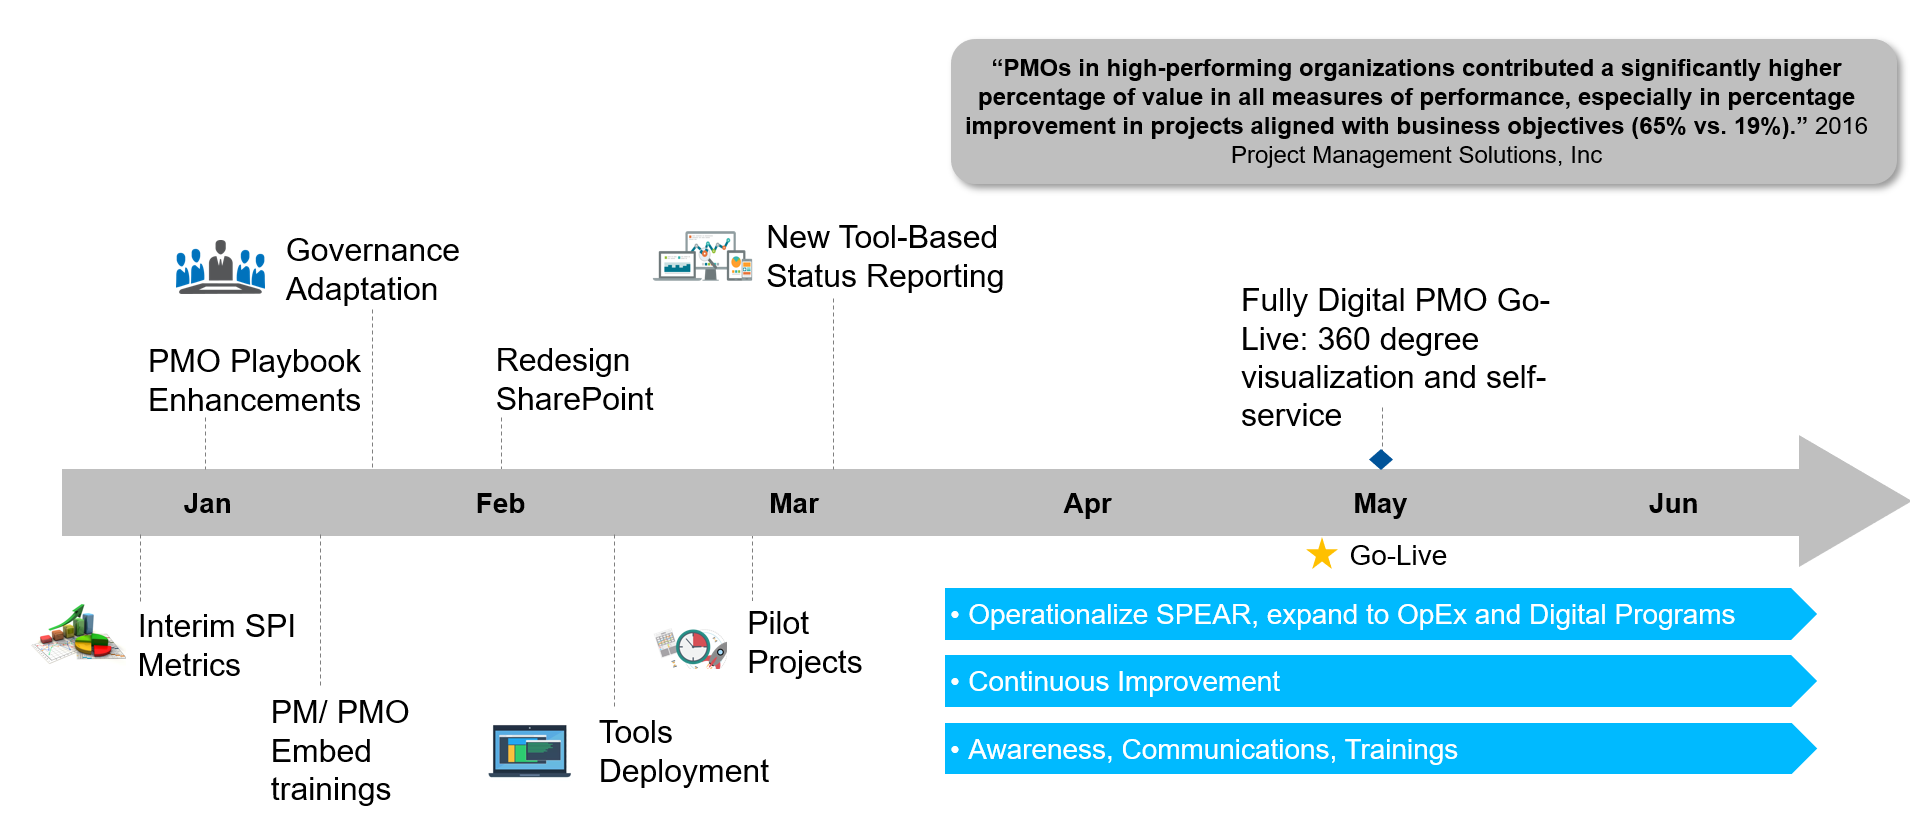 “PMOs in high-performing organizations contributed a significantly higher
percentage of value in all measures of performance, especially in percentage
improvement in projects aligned with business objectives (65% vs. 19%).” 2016
Project Management Solutions, Inc
Governance
Adaptation
New Tool-Based
Status Reporting
PMO Playbook
Enhancements
Redesign
SharePoint
Fully Digital PMO Go-
Live: 360 degree
visualization and self-
service
Jan
Feb
Mar
Apr
May
Jun
Go-Live
Interim SPI
Metrics
PM/ PMO
Embed
trainings
Tools
Deployment
Pilot
Projects
• Operationalize SPEAR, expand to OpEx and Digital Programs
• Continuous Improvement
• Awareness, Communications, Trainings